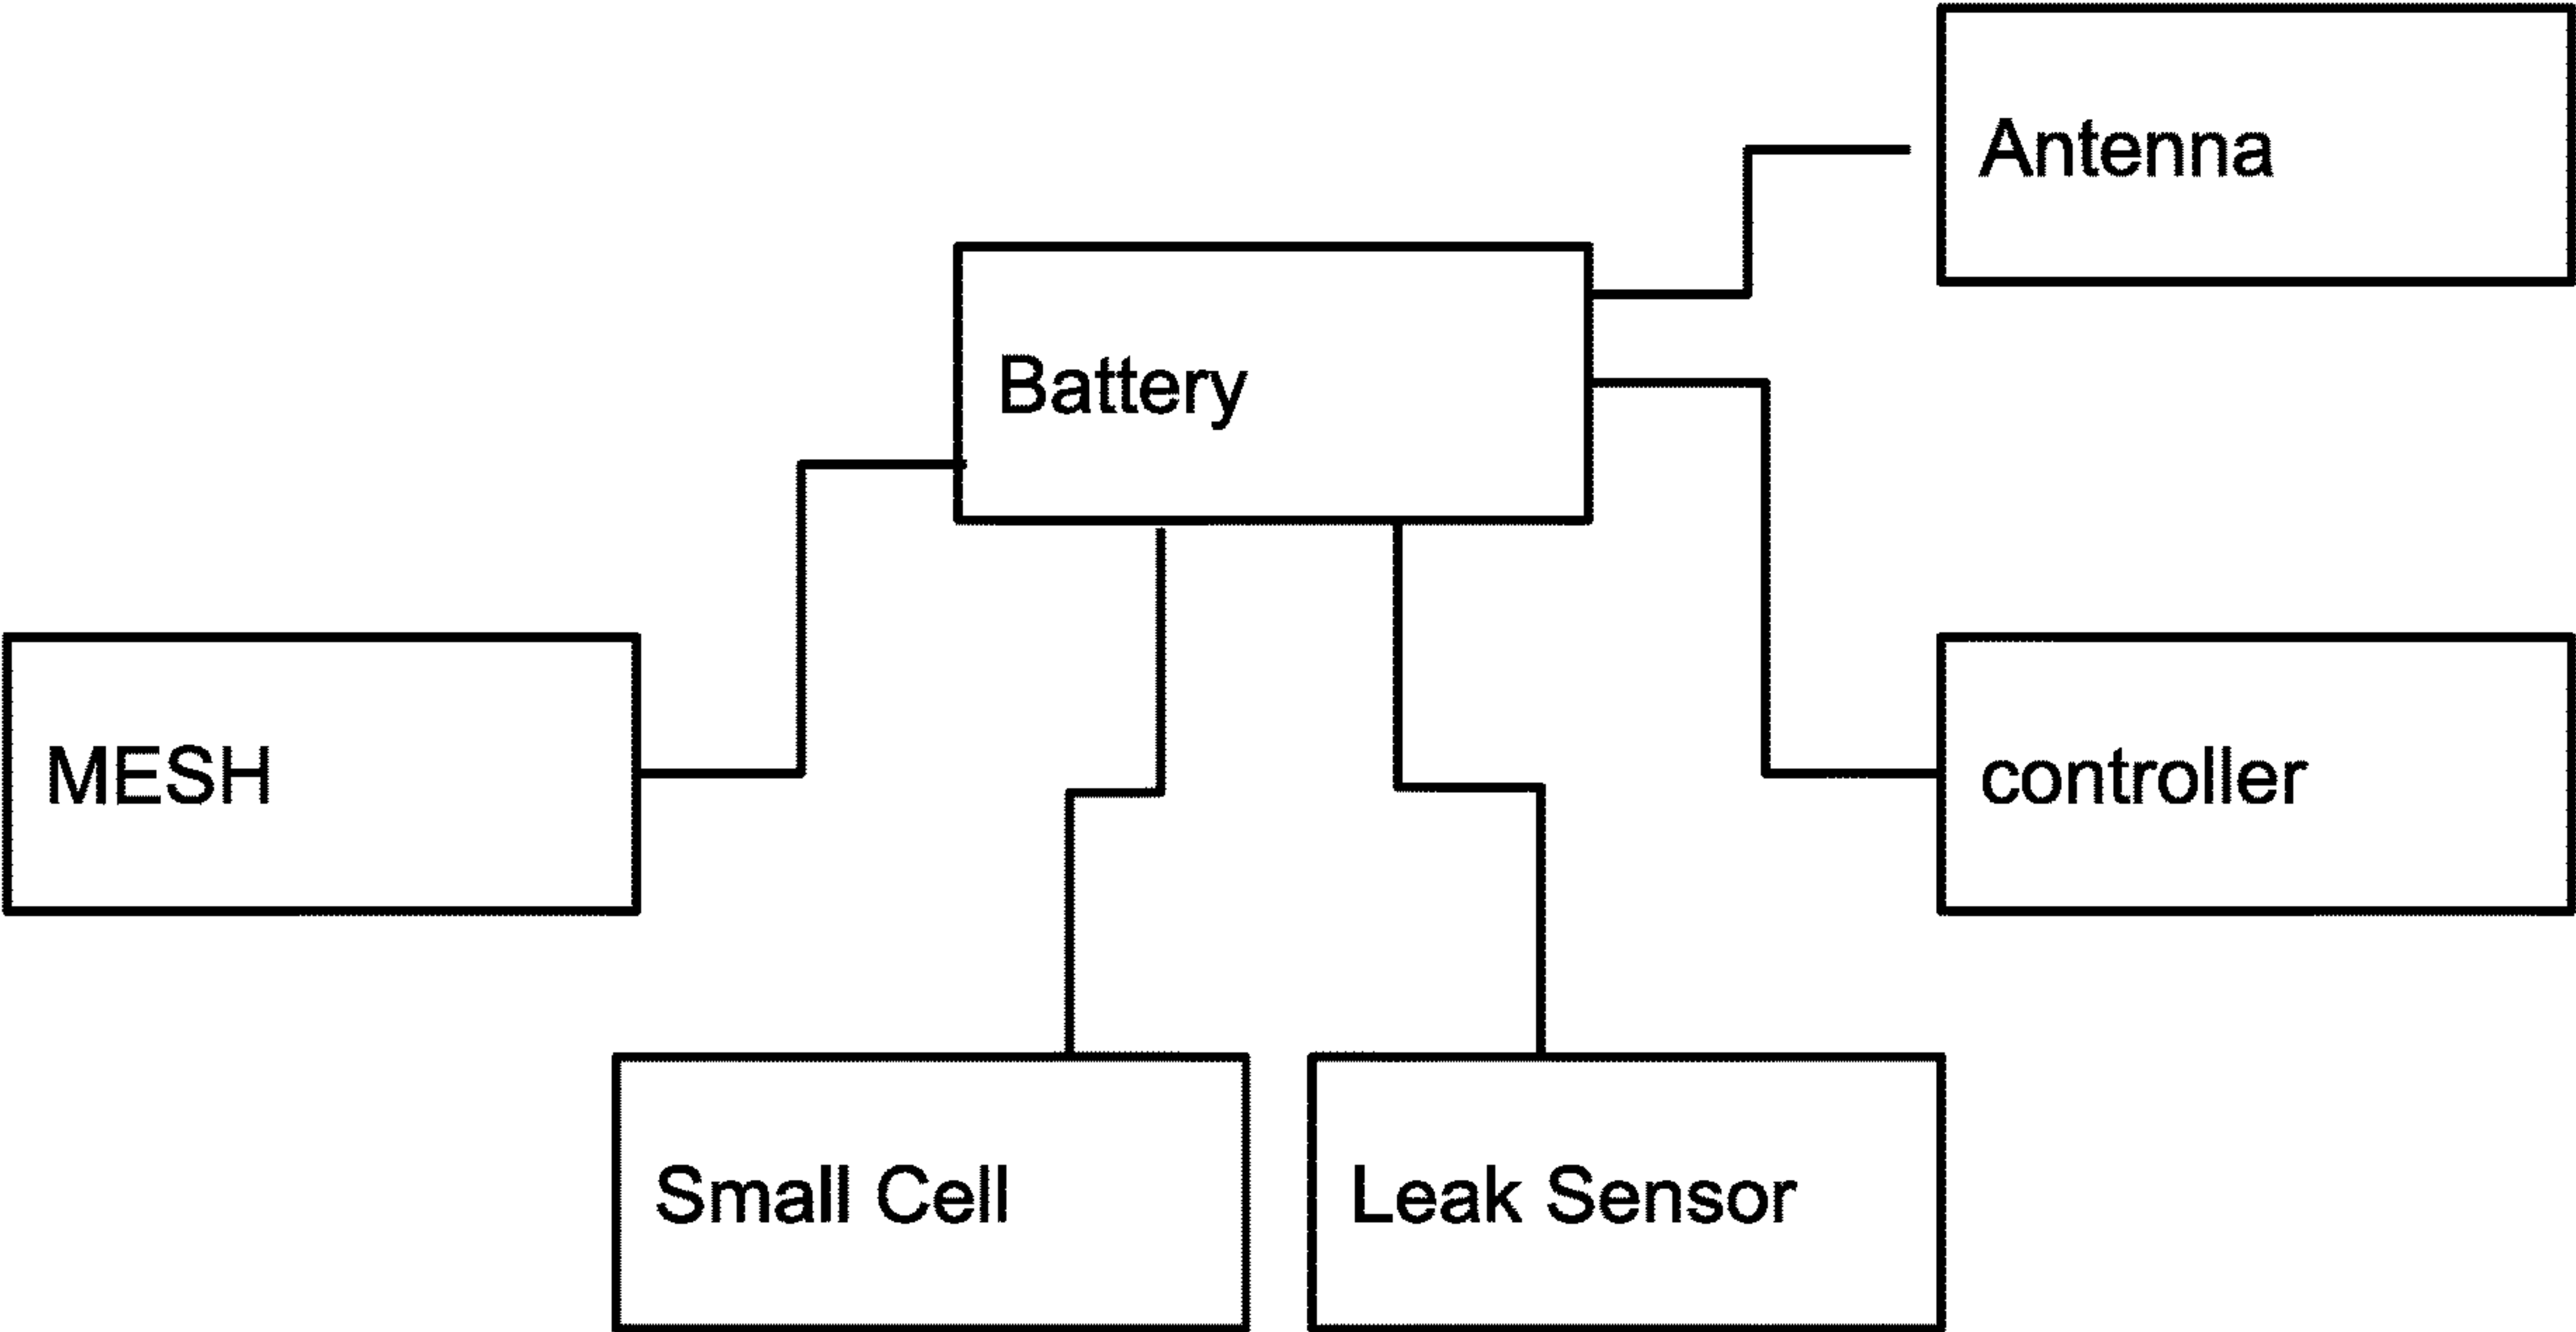 Antenna
Battery
MESH
controller
Small Cell
Leak Sensor